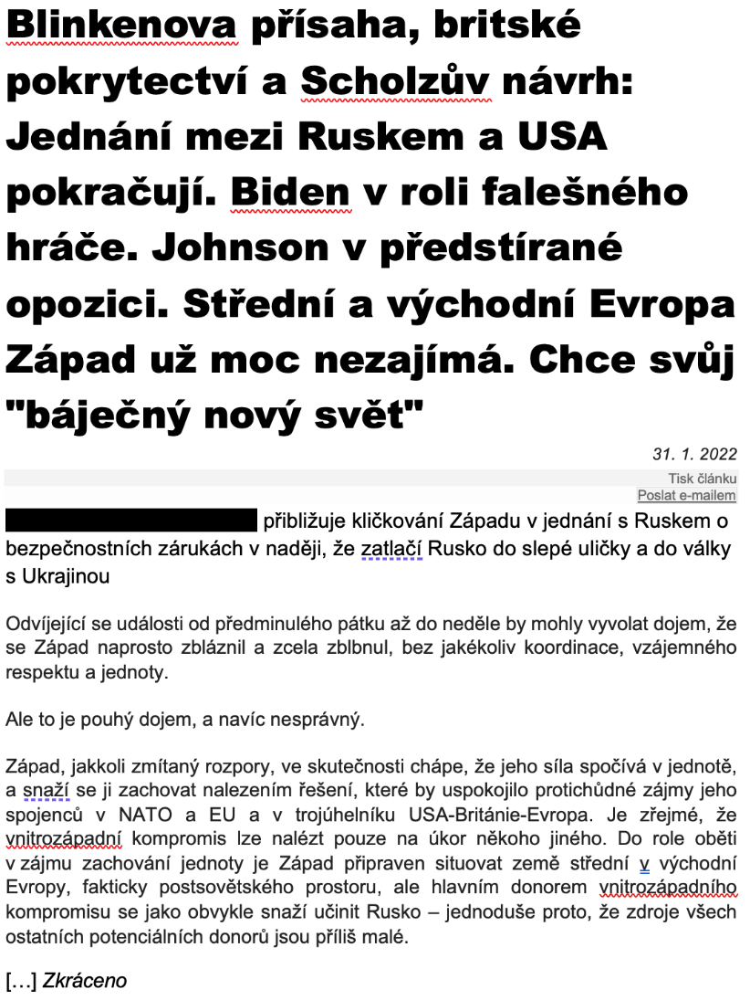 Blinkenova přísaha, britské
pokrytectví a Scholzův návrh:
Jednání mezi Ruskem a USA
pokračují. Biden v roli falešného
hráče. Johnson v předstírané
opozici. Střední a východní Evropa
Západ už moc nezajímá. Chce svůj
"báječný nový svět"
31. 1. 2022
Tisk článku
Poslat e-mailem
přibližuje kličkování Západu v jednání s Ruskem o
bezpečnostních zárukách v naději, že zatlačí Rusko do slepé uličky a do války
s Ukrajinou
Odvíjející se události od předminulého pátku až do neděle by mohly vyvolat dojem, že
se Západ naprosto zbláznil a zcela zblbnul, bez jakékoliv koordinace, vzájemného
respektu a jednoty.
Ale to je pouhý dojem, a navíc nesprávný.
Západ, jakkoli zmítaný rozpory, ve skutečnosti chápe, že jeho síla spočívá v jednotě,
a snaží se ji zachovat nalezením řešení, které by uspokojilo protichůdné zájmy jeho
spojenců v NATO a EU a v trojúhelníku USA-Británie-Evropa. Je zřejmé, že
vnitrozápadní kompromis lze nalézt pouze na úkor někoho jiného. Do role oběti
v zájmu zachování jednoty je Západ připraven situovat země střední v východní
Evropy, fakticky postsovětského prostoru, ale hlavním donorem vnitrozápadního
kompromisu se jako obvykle snaží učinit Rusko – jednoduše proto, že zdroje všech
ostatních potenciálních donorů jsou příliš malé.
[…] Zkráceno